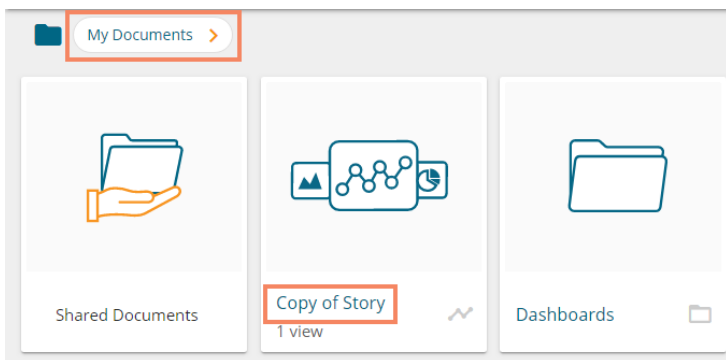 My Documents
Shared Documents
Copy of Story
1 view
Dashboards